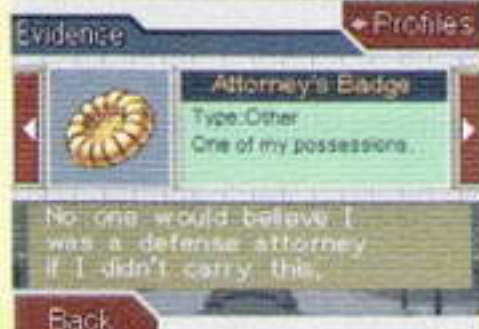 Evidence
Profiles
Attorney's Badge
Type:Other
One of my possessions.
No one would believe I
was a defense attorney
if I didn't carry this.
Back